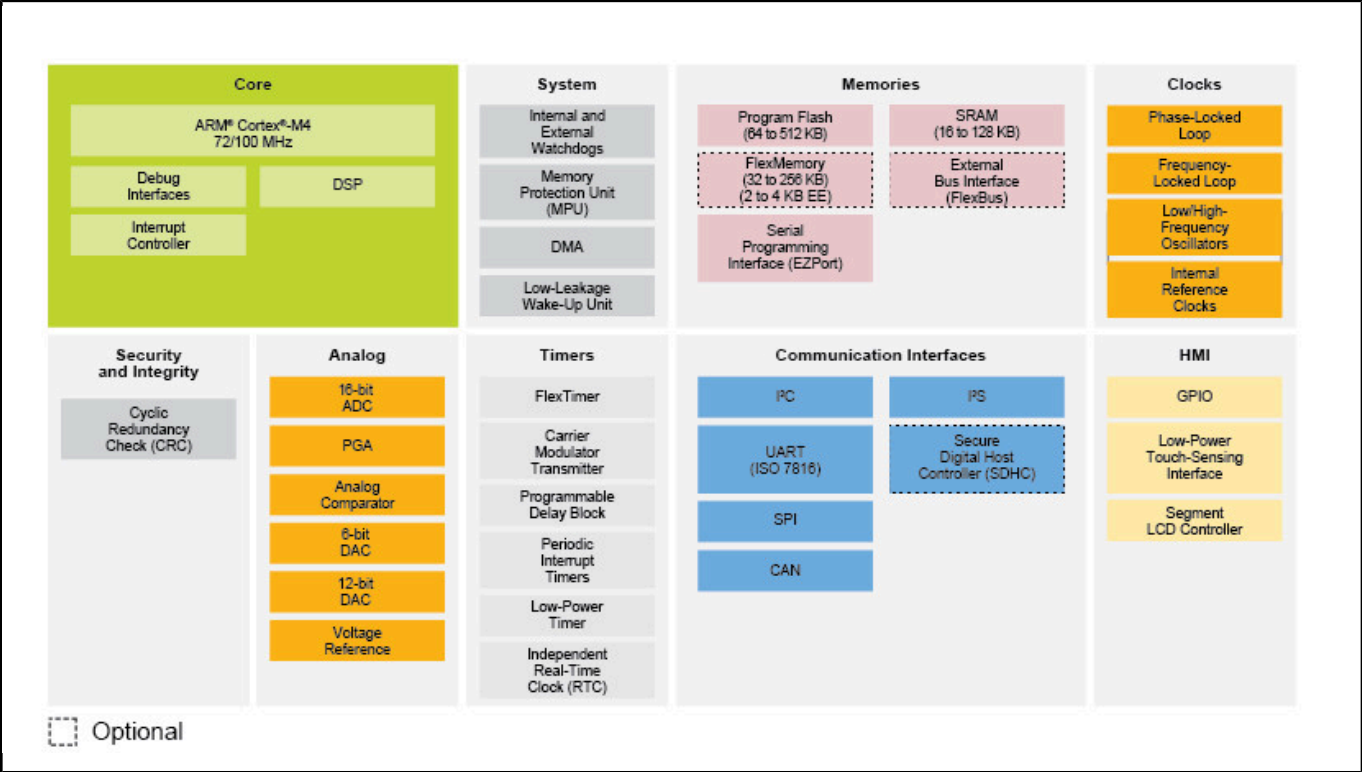 Core
ARM® Cortex®-M4
72/100 MHz
Debug
Interfaces
DSP
Interrupt
Controller
System
Internal and
External
Watchdogs
Memory
Protection Unit
(MPU)
DMA
Low-Leakage
Wake-Up Unit
Memories
Program Flash
(64 to 512 KB)
SRAM
(16 to 128 KB)
FlexMemory
(32 to 256 KB)
(2 to 4 KB EE)
External
Bus Interface
(FlexBus)
Serial
Programming
Interface (EZPort)
Clocks
Phase-Locked
Loop
Frequency-
Locked Loop
Low/High-
Frequency
Oscillators
Internal
Reference
Clocks
Security
and Integrity
Cyclic
Redundancy
Check (CRC)
Analog
16-bit
ADC
PGA
Analog
Comparator
6-bit
DAC
12-bit
DAC
Voltage
Reference
Timers
FlexTimer
Carrier
Modulator
Transmitter
Programmable
Delay Block
Periodic
Interrupt
Timers
Low-Power
Timer
Independent
Real-Time
Clock (RTC)
Communication Interfaces
I²C
I²S
UART
(ISO 7816)
Secure
Digital Host
Controller (SDHC)
SPI
CAN
HMI
GPIO
Low-Power
Touch-Sensing
Interface
Segment
LCD Controller
Optional